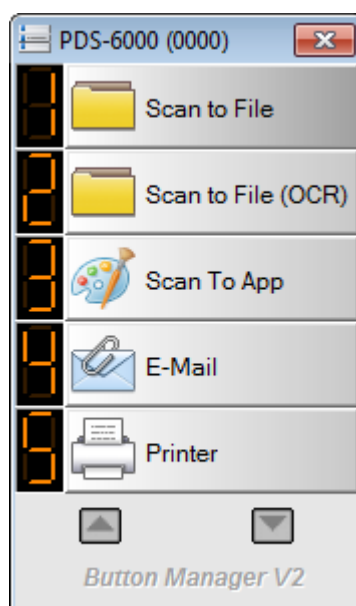 PDS-6000 (0000)
1 Scan to File
2 Scan to File (OCR)
3 Scan To App
4 E-Mail
5 Printer
Button Manager V2